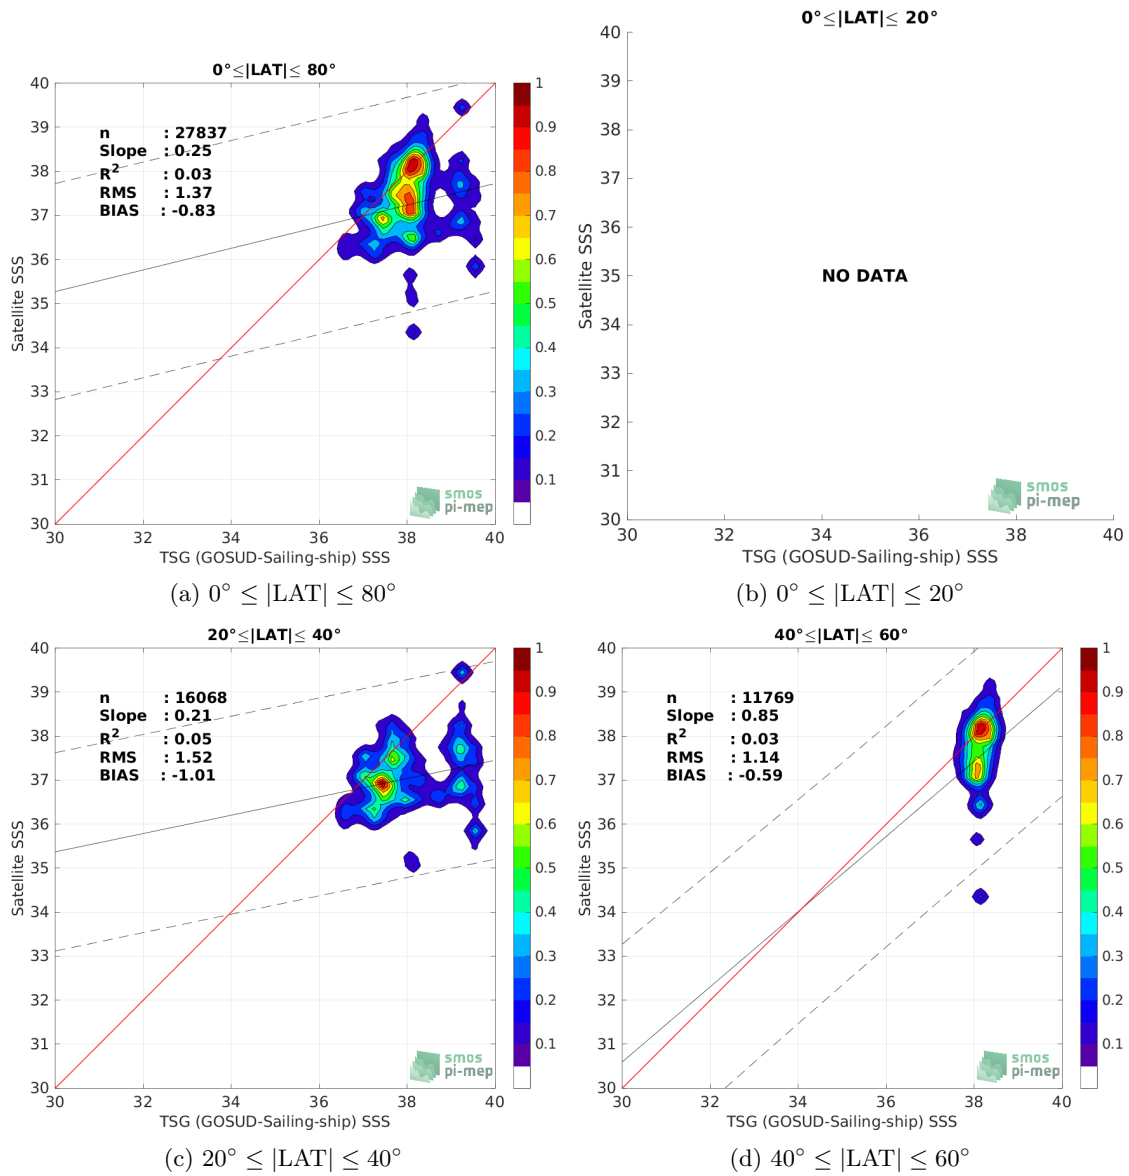 0°≤|LAT|≤ 80°
40
39
38
37
36
35
34
33
32
31
30
Satellite SSS
n : 27837
Slope : 0.25
R² : 0.03
RMS : 1.37
BIAS : -0.83
1
0.9
0.8
0.7
0.6
0.5
0.4
0.3
0.2
0.1
smos
pi-mep
30 32 34 36 38 40
TSG (GOSUD-Sailing-ship) SSS
(a) 0° ≤ |LAT| ≤ 80°
0°≤|LAT|≤ 20°
40
39
38
37
36
35
34
33
32
31
30
Satellite SSS
NO DATA
smos
pi-mep
30 32 34 36 38 40
TSG (GOSUD-Sailing-ship) SSS
(b) 0° ≤ |LAT| ≤ 20°
20°≤|LAT|≤ 40°
40
39
38
37
36
35
34
33
32
31
30
Satellite SSS
n : 16068
Slope : 0.21
R² : 0.05
RMS : 1.52
BIAS : -1.01
1
0.9
0.8
0.7
0.6
0.5
0.4
0.3
0.2
0.1
smos
pi-mep
30 32 34 36 38 40
TSG (GOSUD-Sailing-ship) SSS
(c) 20° ≤ |LAT| ≤ 40°
40°≤|LAT|≤ 60°
40
39
38
37
36
35
34
33
32
31
30
Satellite SSS
n : 11769
Slope : 0.85
R² : 0.03
RMS : 1.14
BIAS : -0.59
1
0.9
0.8
0.7
0.6
0.5
0.4
0.3
0.2
0.1
smos
pi-mep
30 32 34 36 38 40
TSG (GOSUD-Sailing-ship) SSS
(d) 40° ≤ |LAT| ≤ 60°